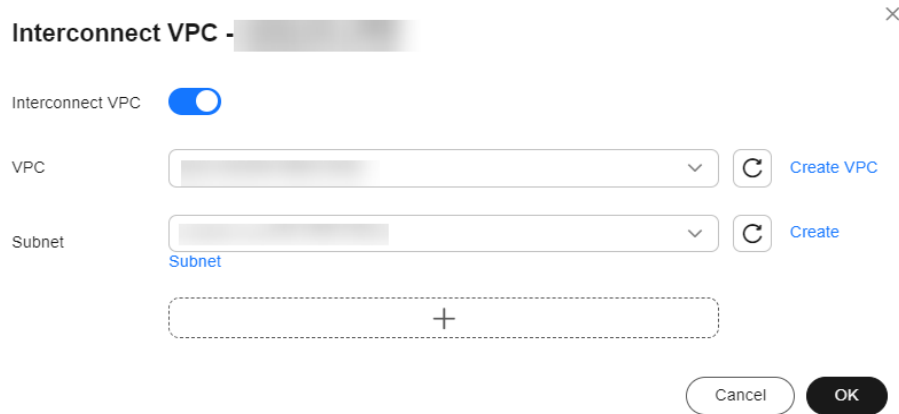 Interconnect VPC -
Interconnect VPC
VPC
Create VPC
Subnet
Create
Subnet
Cancel
OK